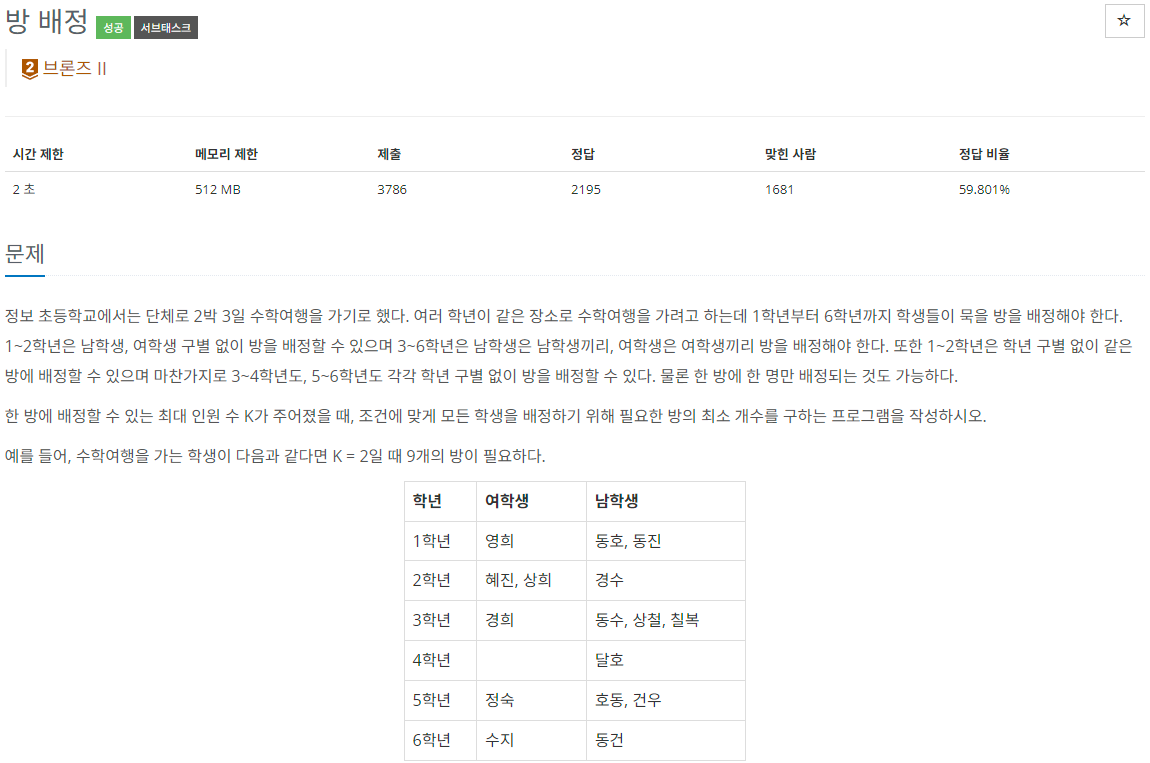 방 배정 성공 서브태스크
☆
2 브론즈 II
시간 제한 메모리 제한 제출 정답 맞힌 사람 정답 비율
2 초 512 MB 3786 2195 1681 59.801%
문제
정보 초등학교에서는 단체로 2박 3일 수학여행을 가기로 했다. 여러 학년이 같은 장소로 수학여행을 가려고 하는데 1학년부터 6학년까지 학생들이 묵을 방을 배정해야 한다.
1~2학년은 남학생, 여학생 구별 없이 방을 배정할 수 있으며 3~6학년은 남학생은 남학생끼리, 여학생은 여학생끼리 방을 배정해야 한다. 또한 1~2학년은 학년 구별 없이 같은
방에 배정할 수 있으며 마찬가지로 3~4학년도, 5~6학년도 각각 학년 구별 없이 방을 배정할 수 있다. 물론 한 방에 한 명만 배정되는 것도 가능하다.
한 방에 배정할 수 있는 최대 인원 수 K가 주어졌을 때, 조건에 맞게 모든 학생을 배정하기 위해 필요한 방의 최소 개수를 구하는 프로그램을 작성하시오.
예를 들어, 수학여행을 가는 학생이 다음과 같다면 K = 2일 때 9개의 방이 필요하다.
학년 여학생 남학생
1학년 영희 동호, 동진
2학년 혜진, 상희 경수
3학년 경희 동수, 상철, 칠복
4학년 달호
5학년 정숙 호동, 건우
6학년 수지 동건